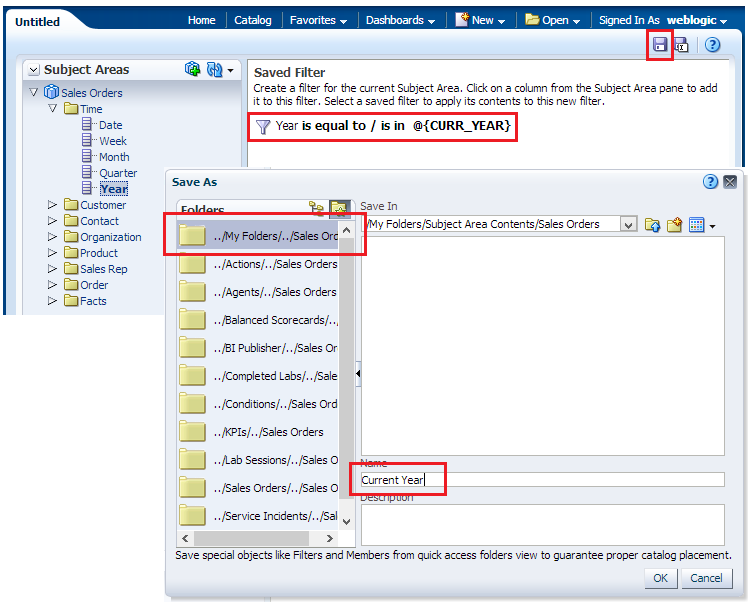 Untitled
Home Catalog Favorites Dashboards New Open Signed In As weblogic
Subject Areas
Sales Orders
Time
Date
Week
Month
Quarter
Year
Customer
Contact
Organization
Product
Sales Rep
Order
Facts
Saved Filter
Create a filter for the current Subject Area. Click on a column from the Subject Area pane to add
it to this filter. Select a saved filter to apply its contents to this new filter.
Year is equal to / is in @{CURR_YEAR}
Save As
Folders
../My Folders/../Sales Ord
../Actions/../Sales Orders
../Agents/../Sales Orders
../Balanced Scorecards/../
../BI Publisher/../Sales Or
../Completed Labs/../Sale
../Conditions/../Sales Ord
../KPIs/../Sales Orders
../Lab Sessions/../Sales O
../Sales Orders/../Sales O
../Service Incidents/../Sal
Save In
/My Folders/Subject Area Contents/Sales Orders
Name
Current Year
Description
Save special objects like Filters and Members from quick access folders view to guarantee proper catalog placement.
OK Cancel